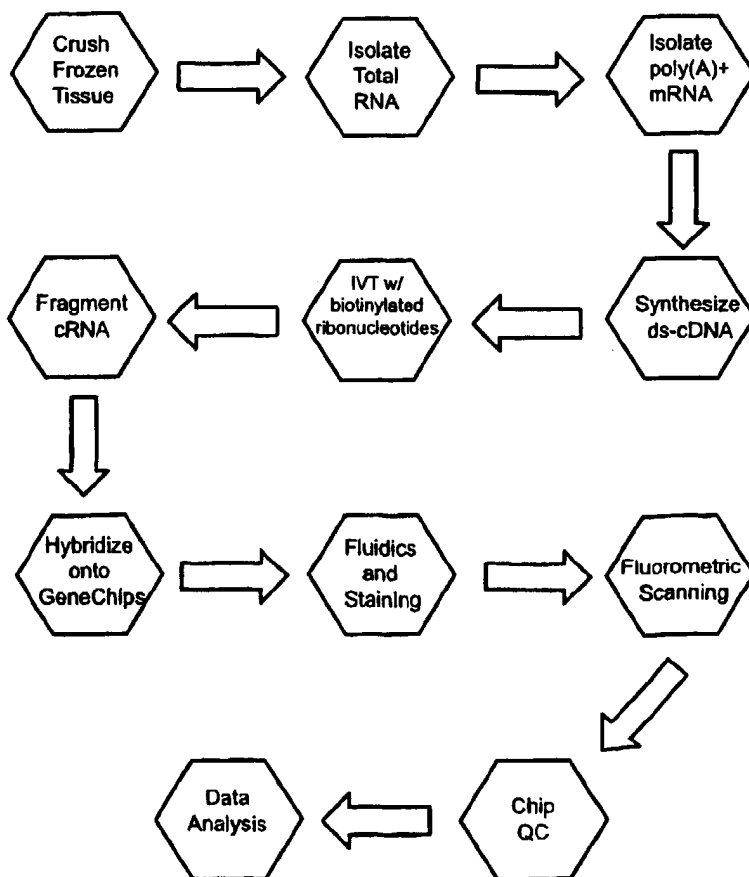 Crush
Frozen
Tissue
Isolate
Total
RNA
Isolate
poly(A)+
mRNA
Synthesize
ds-cDNA
IVT w/
biotinylated
ribonucleotides
Fragment
cRNA
Hybridize
onto
GeneChips
Fluidics
and
Staining
Fluorometric
Scanning
Chip
QC
Data
Analysis